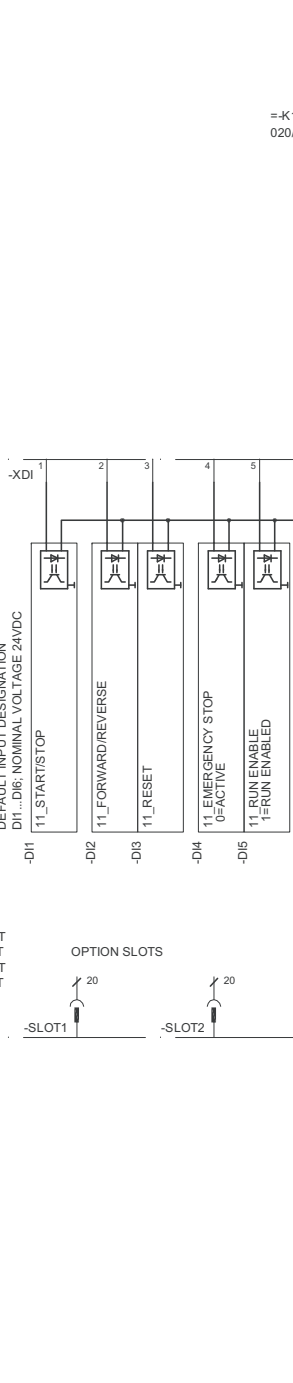 =-K1
020/
-XDI
1
2
3
4
5
DEFAULT INPUT DESIGNATION
DI1...DI6; NOMINAL VOLTAGE 24VDC
11_START/STOP
11_FORWARD/REVERSE
11_RESET
11_EMERGENCY STOP
0=ACTIVE
11_RUN ENABLE
1=RUN ENABLED
-DI1
-DI2
-DI3
-DI4
-DI5
T
T
T
T
OPTION SLOTS
20
20
-SLOT1
-SLOT2